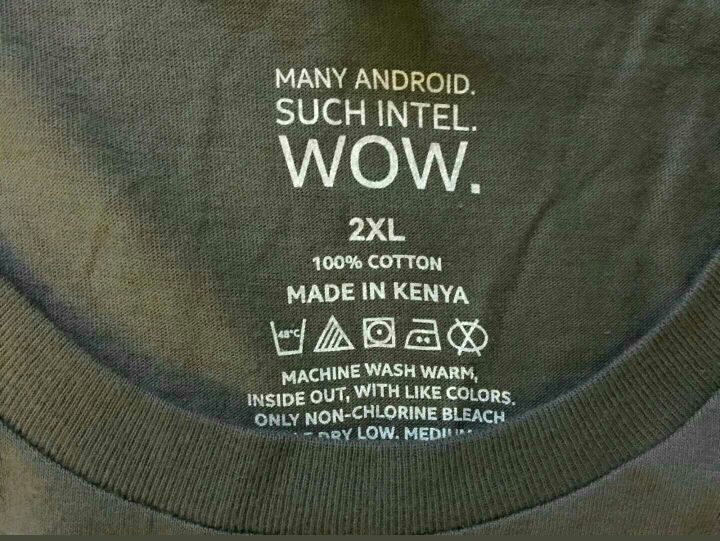 MANY ANDROID.
SUCH INTEL.
WOW.
2XL
100% COTTON
MADE IN KENYA
48°C
MACHINE WASH WARM,
INSIDE OUT, WITH LIKE COLORS.
ONLY NON-CHLORINE BLEACH
DRY LOW. MEDIUM